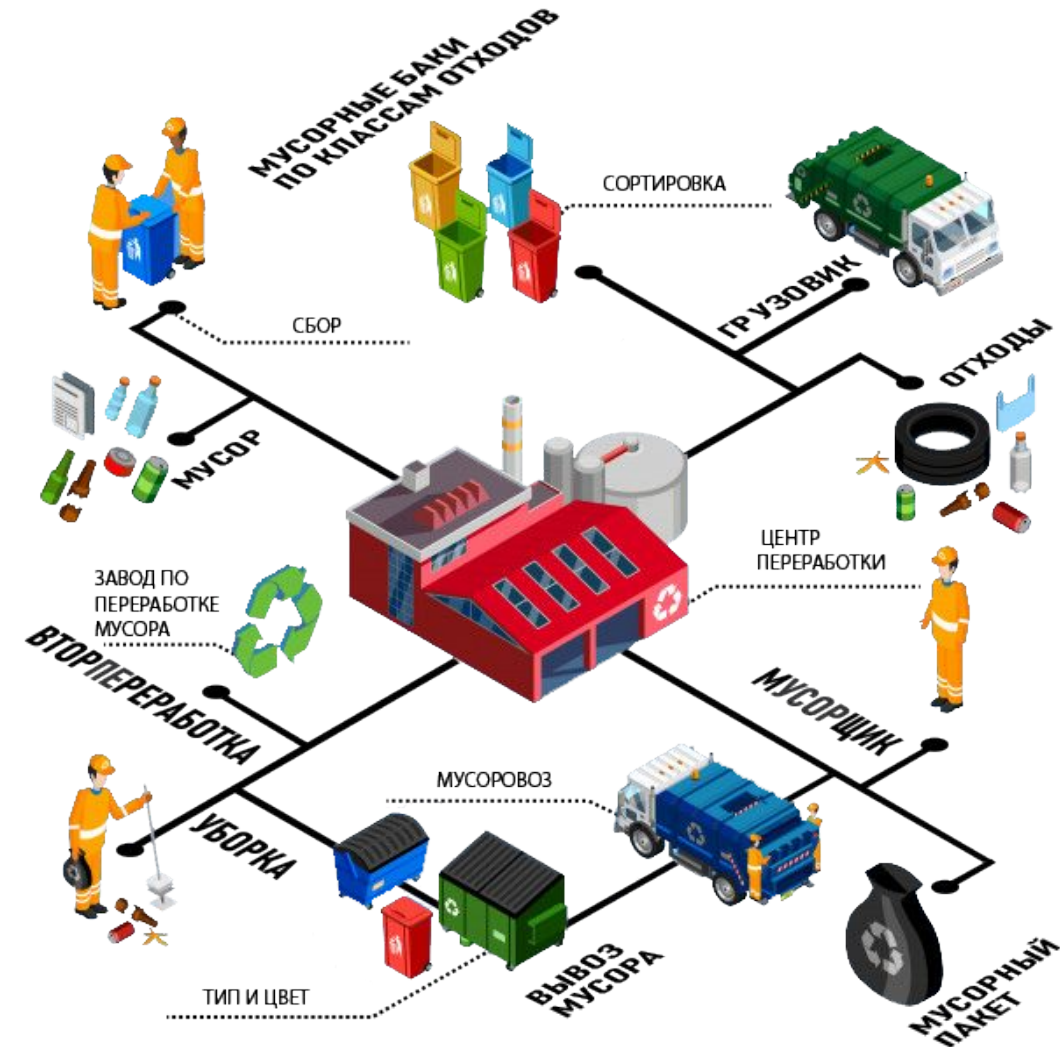 МУСОРНЫЕ БАКИ
ПО КЛАССАМ ОТХОДОВ
СОРТИРОВКА
ГРУЗОВИК
СБОР
ОТХОДЫ
МУСОР
ЦЕНТР
ПЕРЕРАБОТКИ
ЗАВОД ПО
ПЕРЕРАБОТКЕ
МУСОРА
ВТОРПЕРЕРАБОТКА
МУСОРЩИК
МУСОРОВОЗ
УБОРКА
ТИП И ЦВЕТ
ВЫВОЗ
МУСОРА
МУСОРНЫЙ
ПАКЕТ